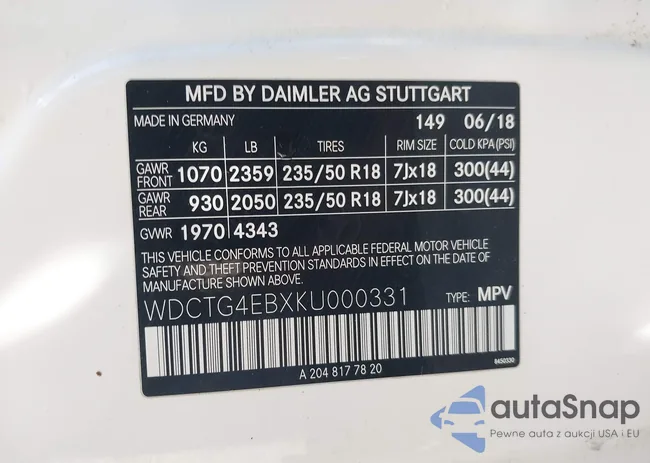 MFD BY DAIMLER AG STUTTGART
MADE IN GERMANY 149 06/18
KG LB TIRES RIM SIZE COLD KPA(PSI)
GAWR FRONT 1070 2359 235/50 R18 7Jx18 300(44)
GAWR REAR 930 2050 235/50 R18 7Jx18 300(44)
GVWR 1970 4343
THIS VEHICLE CONFORMS TO ALL APPLICABLE FEDERAL MOTOR VEHICLE
SAFETY AND THEFT PREVENTION STANDARDS IN EFFECT ON THE DATE OF
MANUFACTURE SHOWN ABOVE.
WDCTG4EBXKU000331 TYPE: MPV
A 204 817 78 20
8450330
autaSnap
Pewne auta z aukcji USA i EU